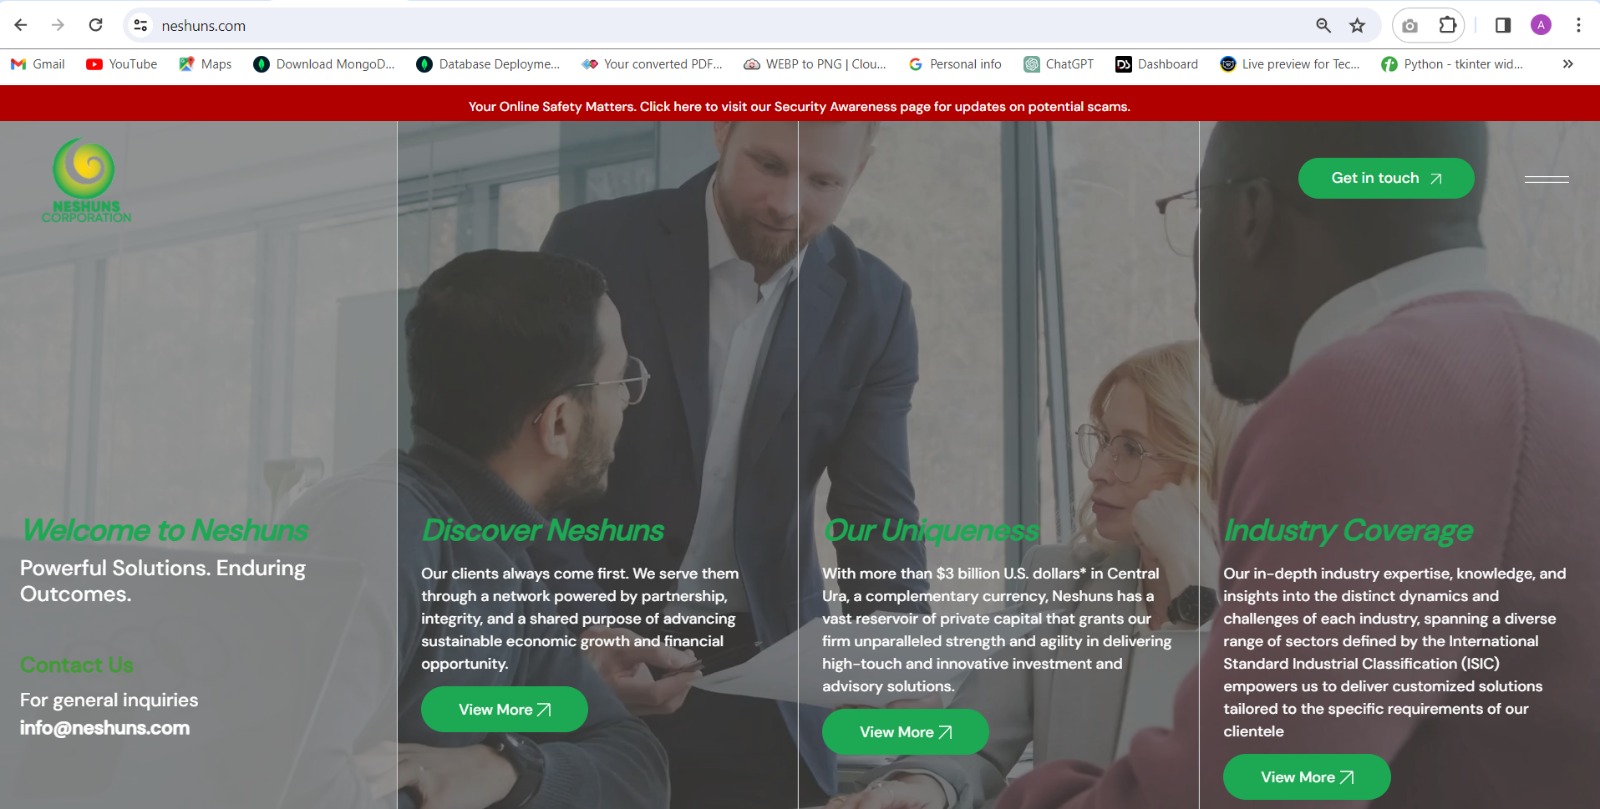 neshuns.com
A
Gmail
YouTube
Maps
Download MongoD...
Database Deployme...
Your converted PDF...
WEBP to PNG | Clou...
Personal info
ChatGPT
DS
Dashboard
Live preview for Tec...
Python - tkinter wid...
Your Online Safety Matters. Click here to visit our Security Awareness page for updates on potential scams.
NESHUNS
CORPORATION
Get in touch
Welcome to Neshuns
Powerful Solutions. Enduring
Outcomes.
Contact Us
For general inquiries
info@neshuns.com
Discover Neshuns
Our clients always come first. We serve them
through a network powered by partnership,
integrity, and a shared purpose of advancing
sustainable economic growth and financial
opportunity.
View More
Our Uniqueness
With more than $3 billion U.S. dollars* in Central
Ura, a complementary currency, Neshuns has a
vast reservoir of private capital that grants our
firm unparalleled strength and agility in delivering
high-touch and innovative investment and
advisory solutions.
View More
Industry Coverage
Our in-depth industry expertise, knowledge, and
insights into the distinct dynamics and
challenges of each industry, spanning a diverse
range of sectors defined by the International
Standard Industrial Classification (ISIC)
empowers us to deliver customized solutions
tailored to the specific requirements of our
clientele
View More